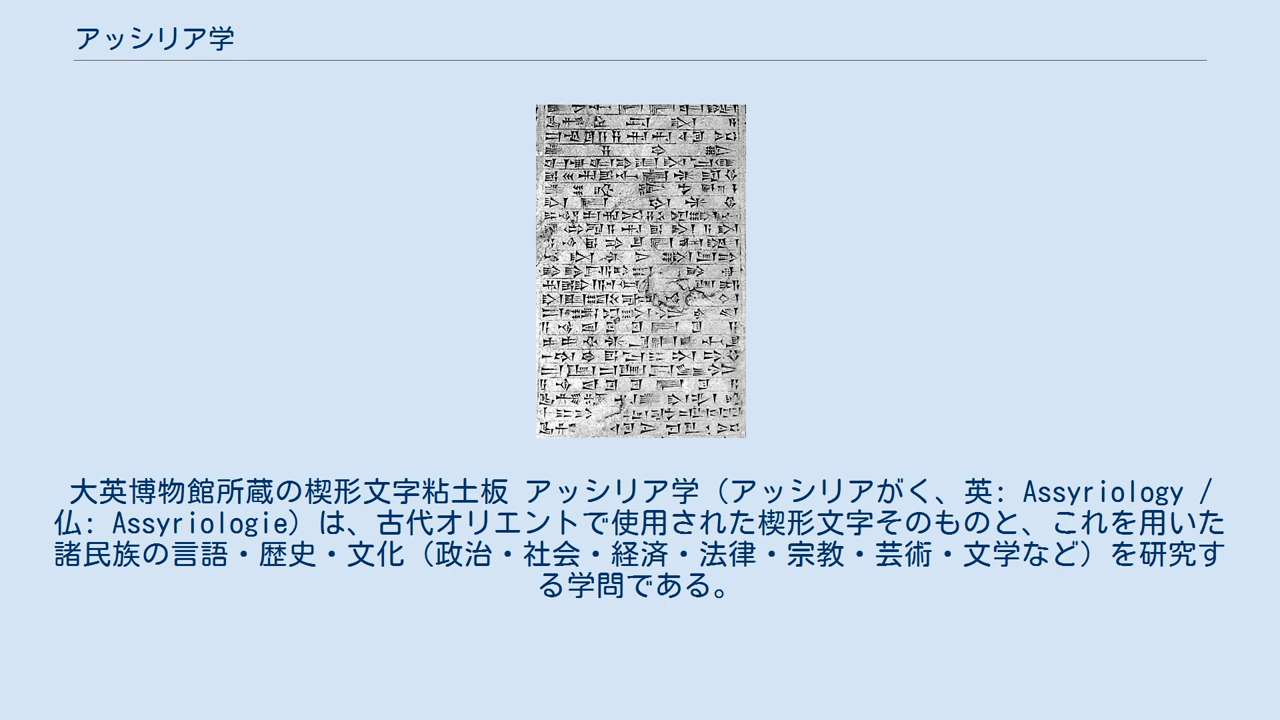 アッシリア学
大英博物館所蔵の楔形文字粘土板 アッシリア学（アッシリアがく、英: Assyriology /
仏: Assyriologie）は、古代オリエントで使用された楔形文字そのものと、これを用いた
諸民族の言語・歴史・文化（政治・社会・経済・法律・宗教・芸術・文学など）を研究す
る学問である。